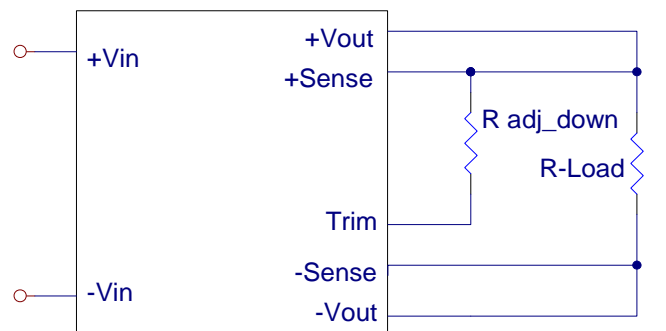 +Vout
+Vin
+Sense
R adj_down
R-Load
Trim
-Sense
-Vin
-Vout